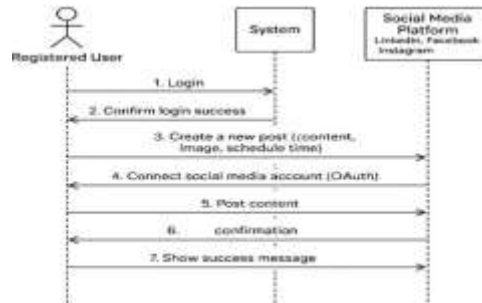 Registered User
System
Social Media
Platform
LinkedIn, Facebook
Instagram
1. Login
2. Confirm login success
3. Create a new post (content,
image, schedule time)
4. Connect social media account (OAuth)
5. Post content
6. confirmation
7. Show success message